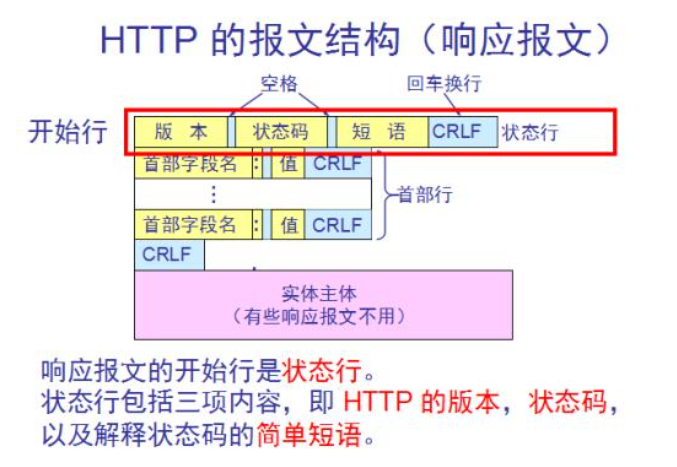 HTTP 的报文结构（响应报文）
空格
回车换行
开始行 版 本 状态码 短 语 CRLF 状态行
首部字段名 : 值 CRLF
⋮
首部行
首部字段名 : 值 CRLF
CRLF
实体主体
（有些响应报文不用）
响应报文的开始行是状态行。
状态行包括三项内容，即 HTTP 的版本，状态码，
以及解释状态码的简单短语。